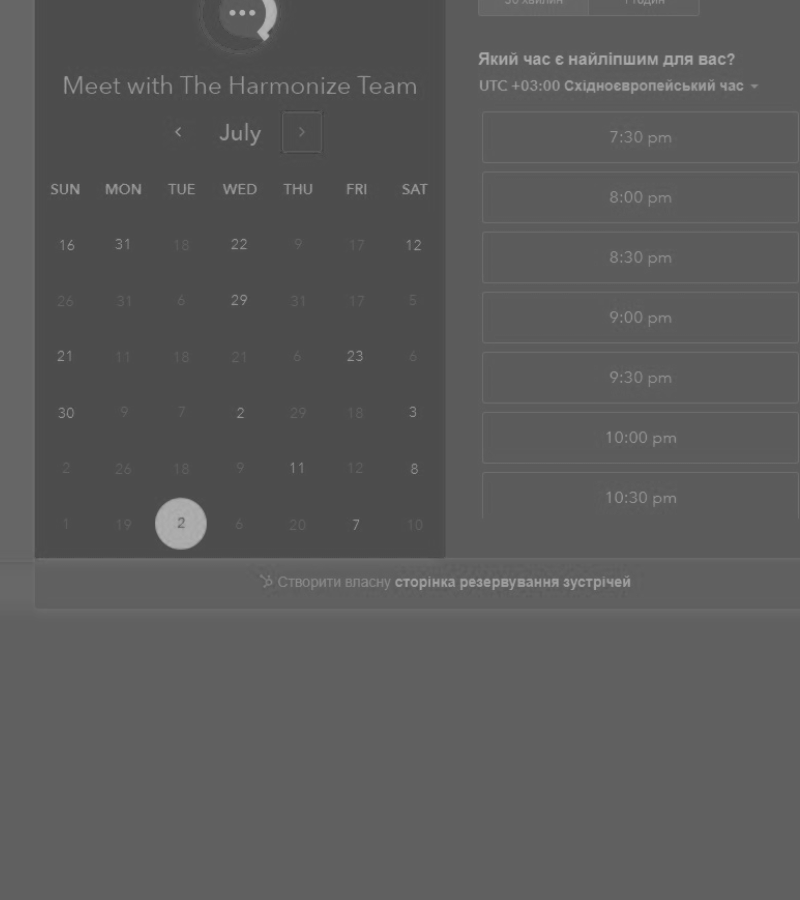 30 хвилин 1 годин
Meet with The Harmonize Team
July
SUN MON TUE WED THU FRI SAT
16 31 18 22 9 17 12
26 31 6 29 31 17 5
21 11 18 21 6 23 6
30 9 7 2 29 18 3
2 26 18 9 11 12 8
1 19 2 6 20 7 10
Який час є найліпшим для вас?
UTC +03:00 Східноєвропейський час
7:30 pm
8:00 pm
8:30 pm
9:00 pm
9:30 pm
10:00 pm
10:30 pm
Створити власну сторінка резервування зустрічей